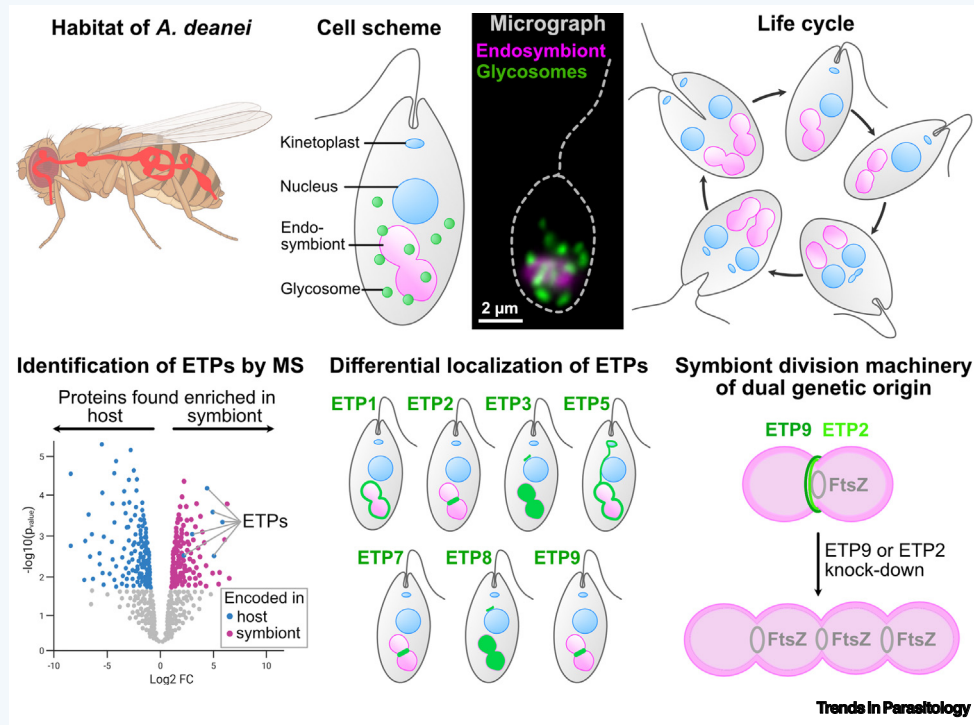 Habitat of A. deanei
Cell scheme
Kinetoplast
Nucleus
Endo-
symbiont
Glycosome
Micrograph
Endosymbiont
Glycosomes
2 µm
Life cycle
Identification of ETPs by MS
Proteins found enriched in
host
symbiont
-log10(pvalue)
5
4
3
2
1
0
ETPs
Encoded in
host
symbiont
-10
-5
0
5
10
Log2 FC
Differential localization of ETPs
ETP1
ETP2
ETP3
ETP5
ETP7
ETP8
ETP9
Symbiont division machinery
of dual genetic origin
ETP9 ETP2
FtsZ
ETP9 or ETP2
knock-down
FtsZ FtsZ FtsZ
Trends in Parasitology